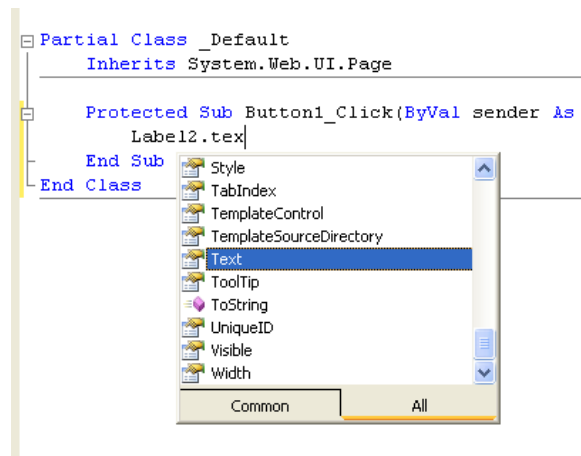 Partial Class _Default
Inherits System.Web.UI.Page
Protected Sub Button1_Click(ByVal sender As
Label2.tex
End Sub
End Class
Style
TabIndex
TemplateControl
TemplateSourceDirectory
Text
ToolTip
ToString
UniqueID
Visible
Width
Common All